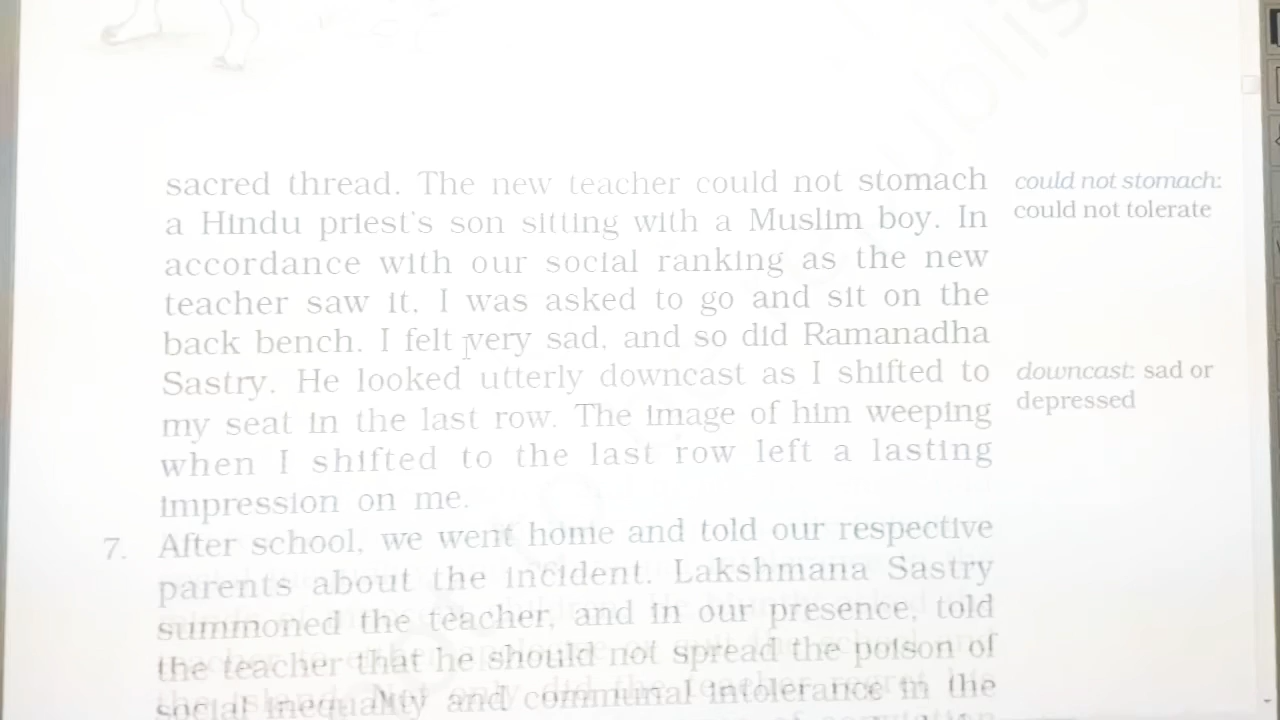 sacred thread. The new teacher could not stomach
could not stomach:
a Hindu priest's son sitting with a Muslim boy. In
could not tolerate
accordance with our social ranking as the new
teacher saw it, I was asked to go and sit on the
back bench. I felt very sad, and so did Ramanadha
Sastry. He looked utterly downcast as I shifted to
downcast: sad or
my seat in the last row. The image of him weeping
depressed
when I shifted to the last row left a lasting
impression on me.
7. After school, we went home and told our respective
parents about the incident. Lakshmana Sastry
summoned the teacher, and in our presence, told
the teacher that he should not spread the poison of
social inequality and communal intolerance in the